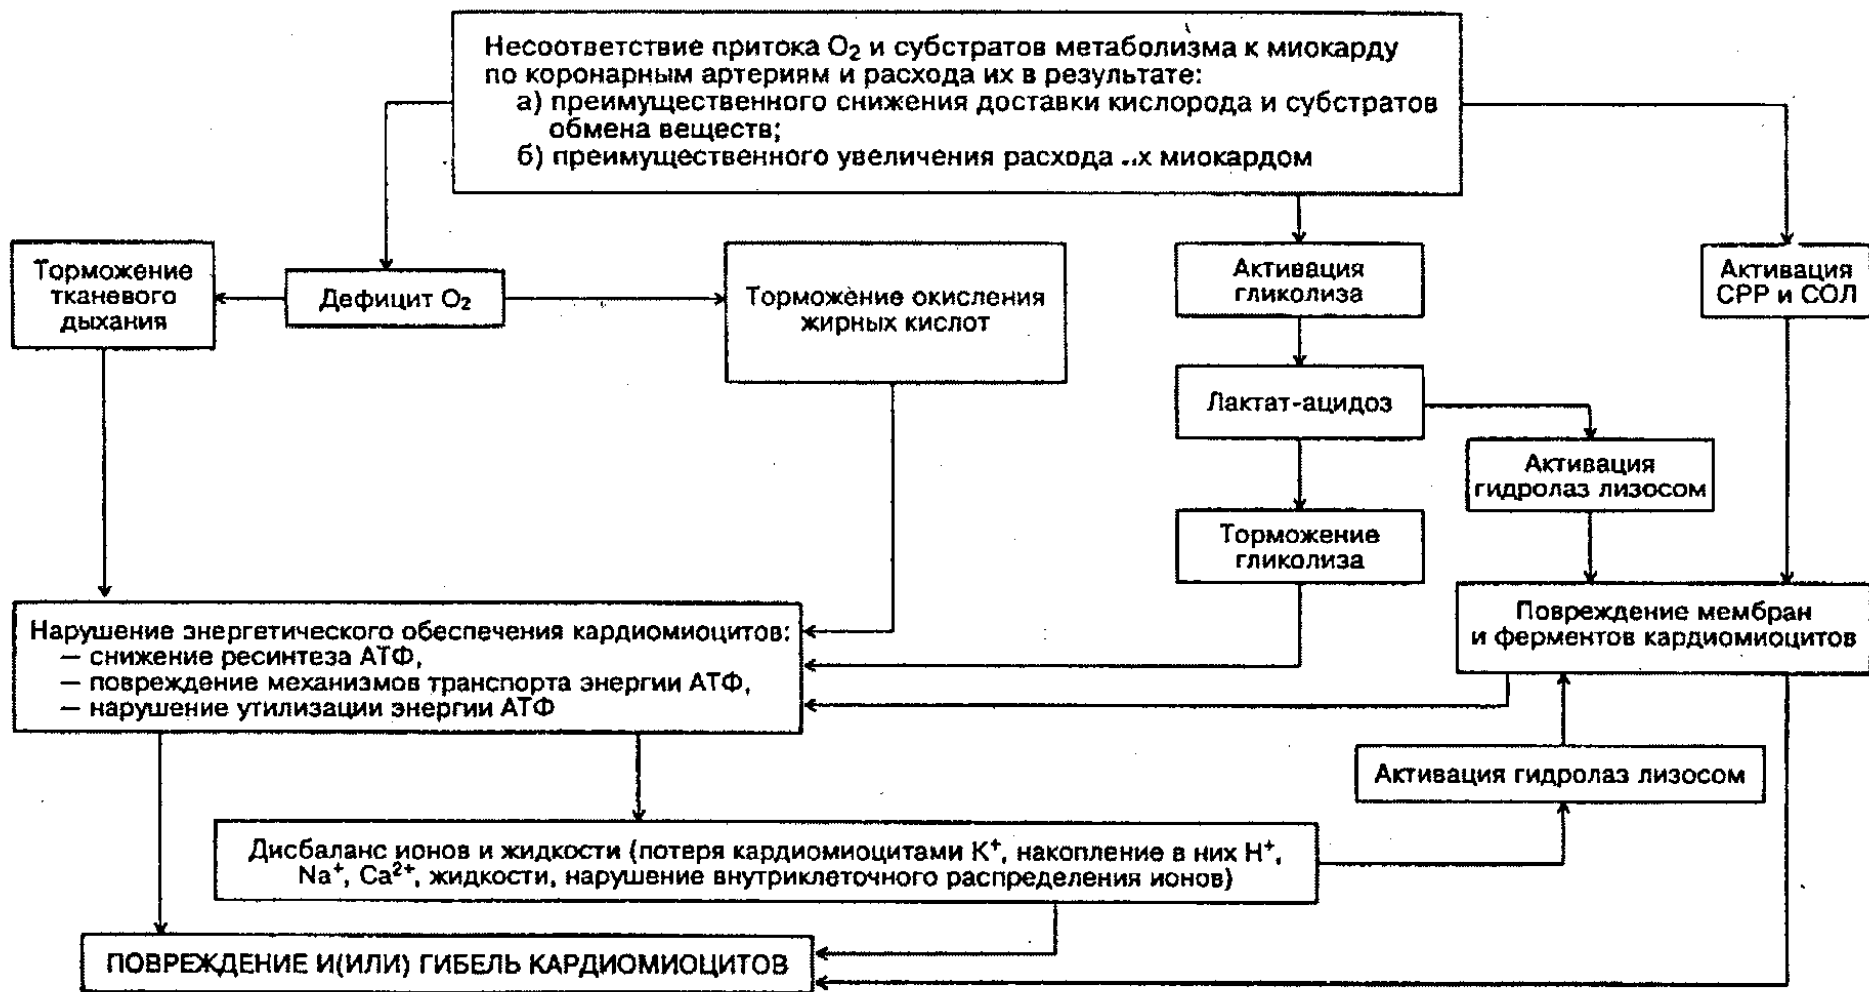 Несоответствие притока O₂ и субстратов метаболизма к миокарду
по коронарным артериям и расхода их в результате:
а) преимущественного снижения доставки кислорода и субстратов
обмена веществ;
б) преимущественного увеличения расхода миокардом
Торможение
тканевого
дыхания
Дефицит O₂
Торможение окисления
жирных кислот
Активация
гликолиза
Активация
СРР и СОЛ
Лактат-ацидоз
Активация
гидролаз лизосом
Торможение
гликолиза
Нарушение энергетического обеспечения кардиомиоцитов:
— снижение ресинтеза АТФ,
— повреждение механизмов транспорта энергии АТФ,
— нарушение утилизации энергии АТФ
Повреждение мембран
и ферментов кардиомиоцитов
Активация гидролаз лизосом
Дисбаланс ионов и жидкости (потеря кардиомиоцитами K⁺, накопление в них H⁺,
Na⁺, Ca²⁺, жидкости, нарушение внутриклеточного распределения ионов)
ПОВРЕЖДЕНИЕ И(ИЛИ) ГИБЕЛЬ КАРДИОМИОЦИТОВ